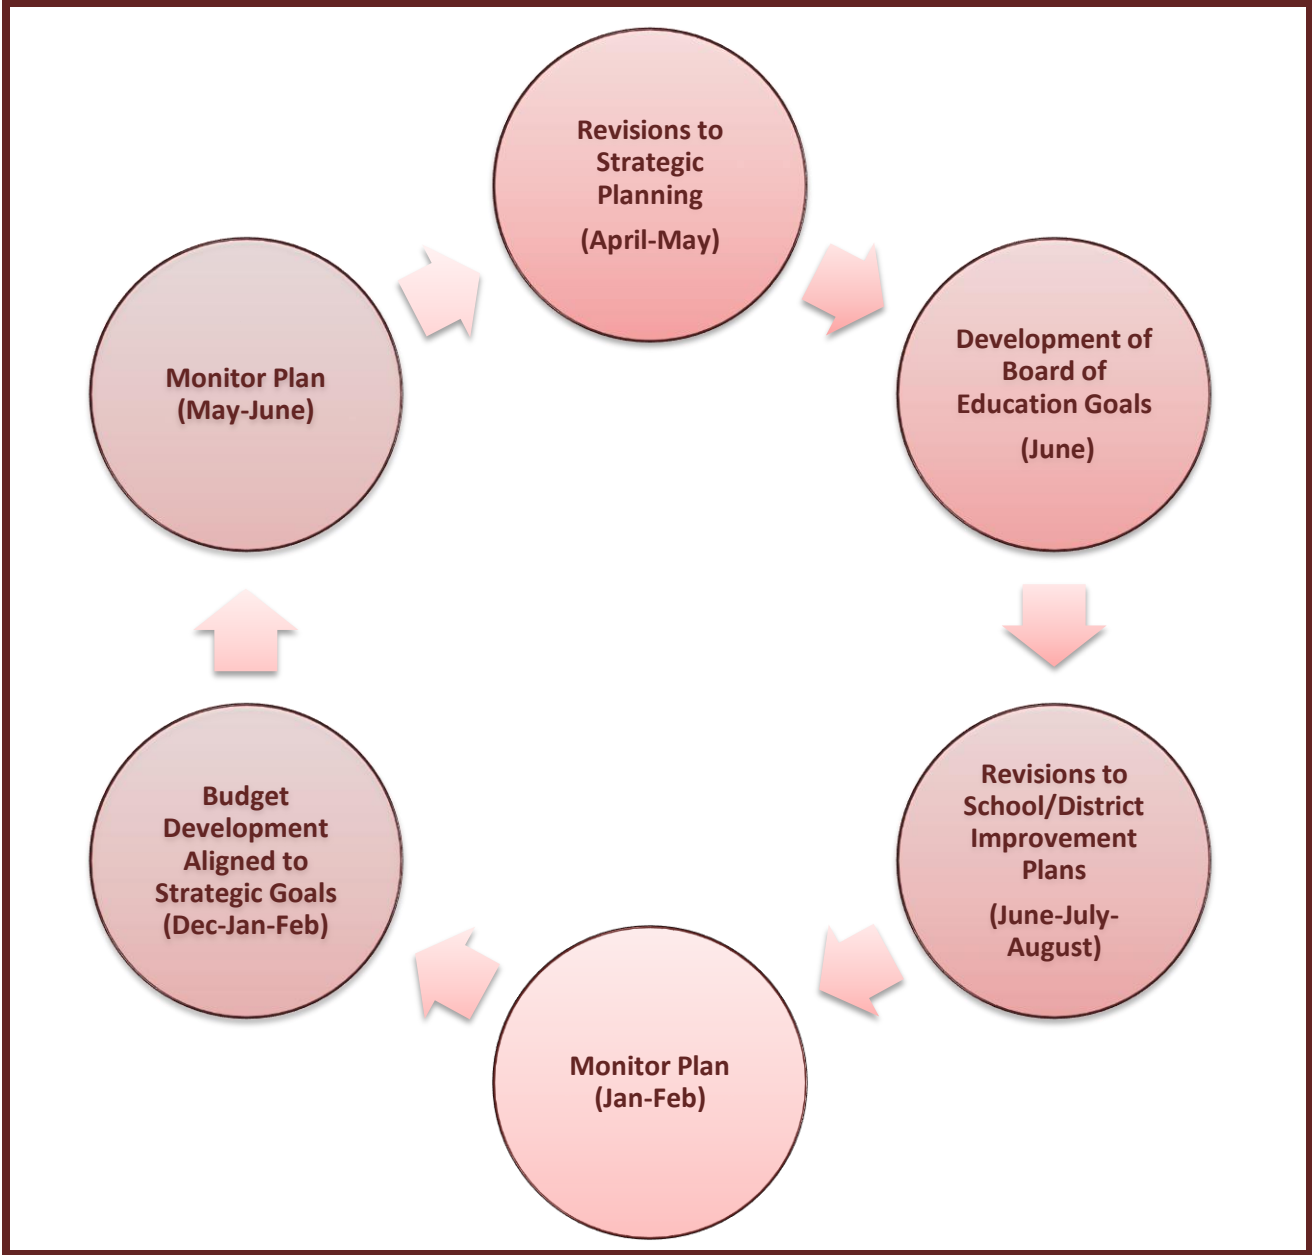 Revisions to
Strategic
Planning
(April-May)
Development of
Board of
Education Goals
(June)
Revisions to
School/District
Improvement
Plans
(June-July-
August)
Monitor Plan
(Jan-Feb)
Budget
Development
Aligned to
Strategic Goals
(Dec-Jan-Feb)
Monitor Plan
(May-June)